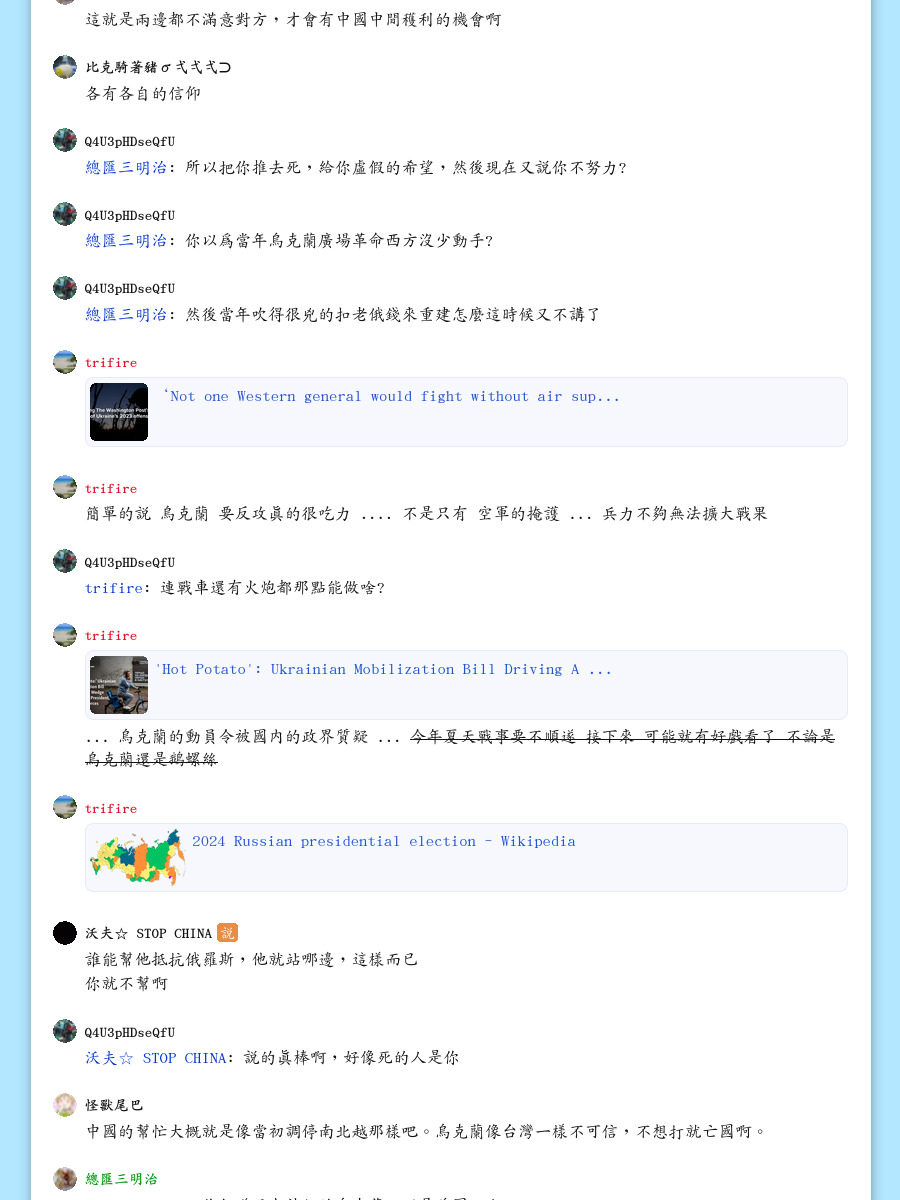 這就是兩邊都不滿意對方，才會有中國中間獲利的機會啊
比克騎著豬σ弌弌弌⊃
各有各自的信仰
Q4U3pHDseQfU
總匯三明治: 所以把你推去死，給你虛假的希望，然後現在又說你不努力?
Q4U3pHDseQfU
總匯三明治: 你以為當年烏克蘭廣場革命西方沒少動手?
Q4U3pHDseQfU
總匯三明治: 然後當年吹得很兇的扣老俄錢來重建怎麼這時候又不講了
trifire
‘Not one Western general would fight without air sup...
ng The Washington Post'
of Ukraine's 2023 offens
trifire
簡單的說 烏克蘭 要反攻真的很吃力 .... 不是只有 空軍的掩護 ... 兵力不夠無法擴大戰果
Q4U3pHDseQfU
trifire: 連戰車還有火炮都那點能做啥?
trifire
'Hot Potato': Ukrainian Mobilization Bill Driving A ...
... 烏克蘭的動員令被國內的政界質疑 ... 今年夏天戰事要不順遂 接下來 可能就有好戲看了 不論是
烏克蘭還是鵝螺絲
trifire
2024 Russian presidential election - Wikipedia
沃夫☆ STOP CHINA 説
誰能幫他抵抗俄羅斯，他就站哪邊，這樣而已
你就不幫啊
Q4U3pHDseQfU
沃夫☆ STOP CHINA: 說的真棒啊，好像死的人是你
怪獸尾巴
中國的幫忙大概就是像當初調停南北越那樣吧。烏克蘭像台灣一樣不可信，不想打就亡國啊。
總匯三明治